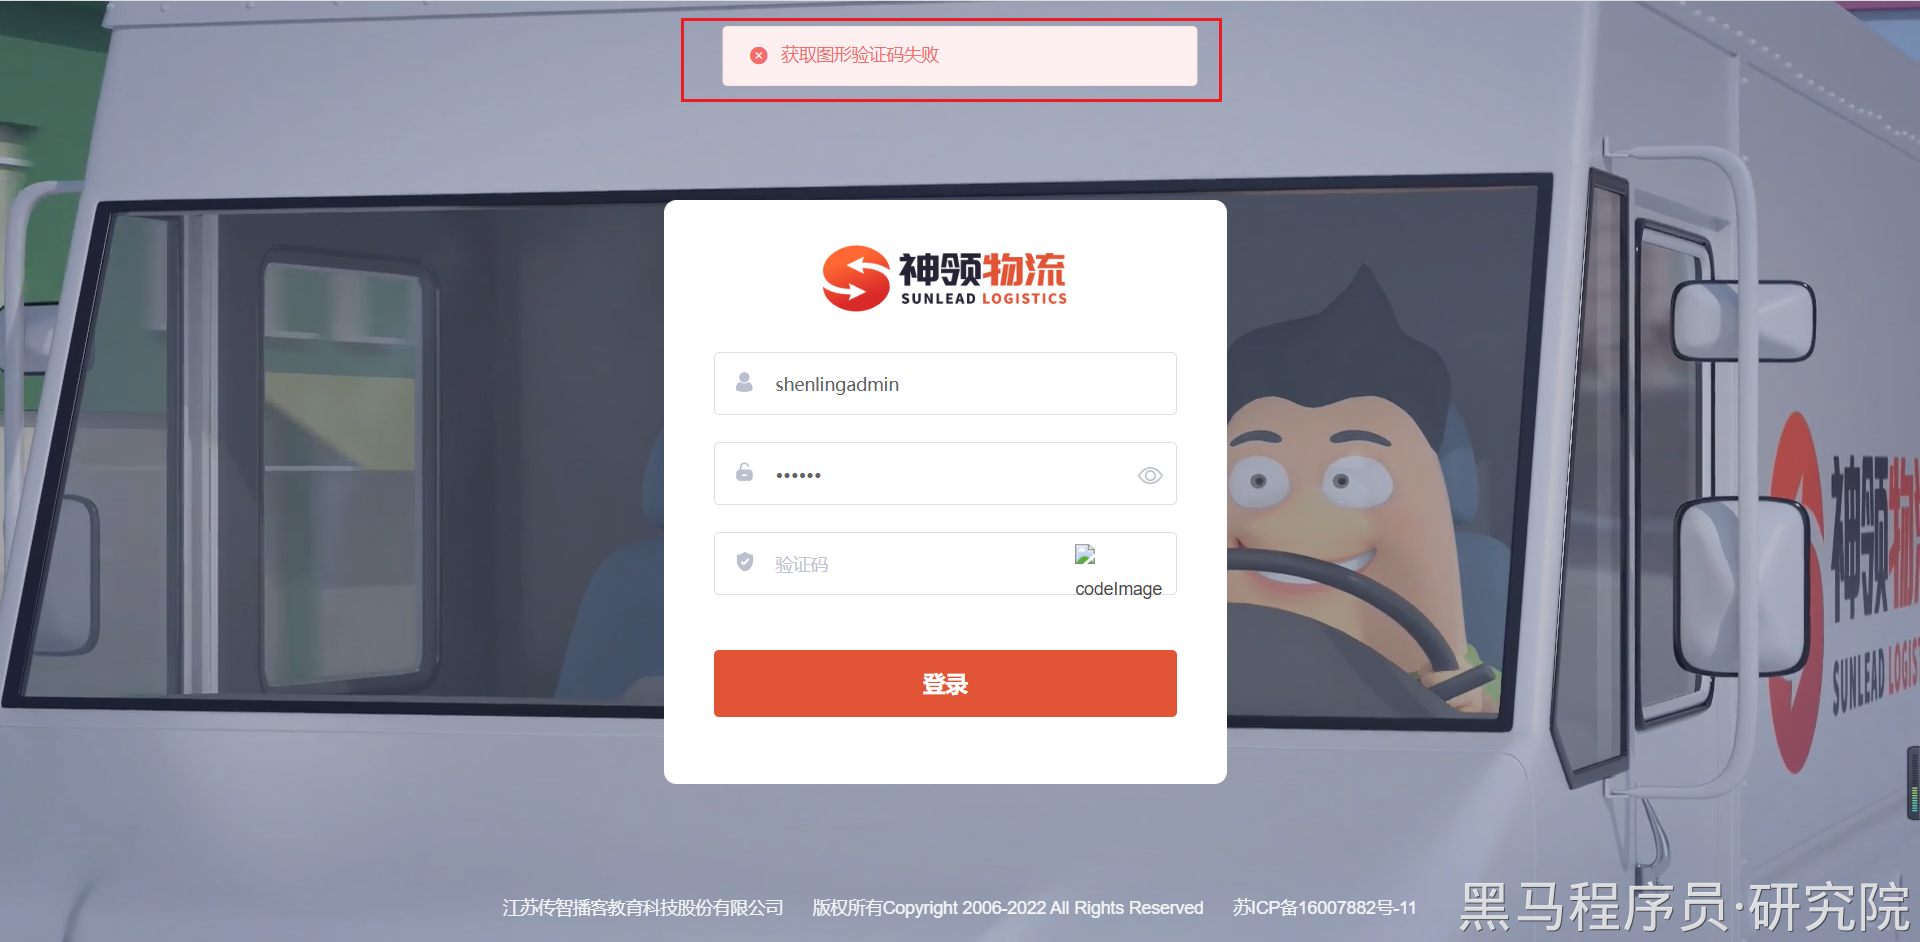 获取图形验证码失败
神领物流
SUNLEAD LOGISTICS
shenlingadmin
••••••
验证码
codeImage
登录
神领物
SUNLEAD LOGIST
江苏传智播客教育科技股份有限公司 版权所有Copyright 2006-2022 All Rights Reserved 苏ICP备16007882号-11
黑马程序员·研究院